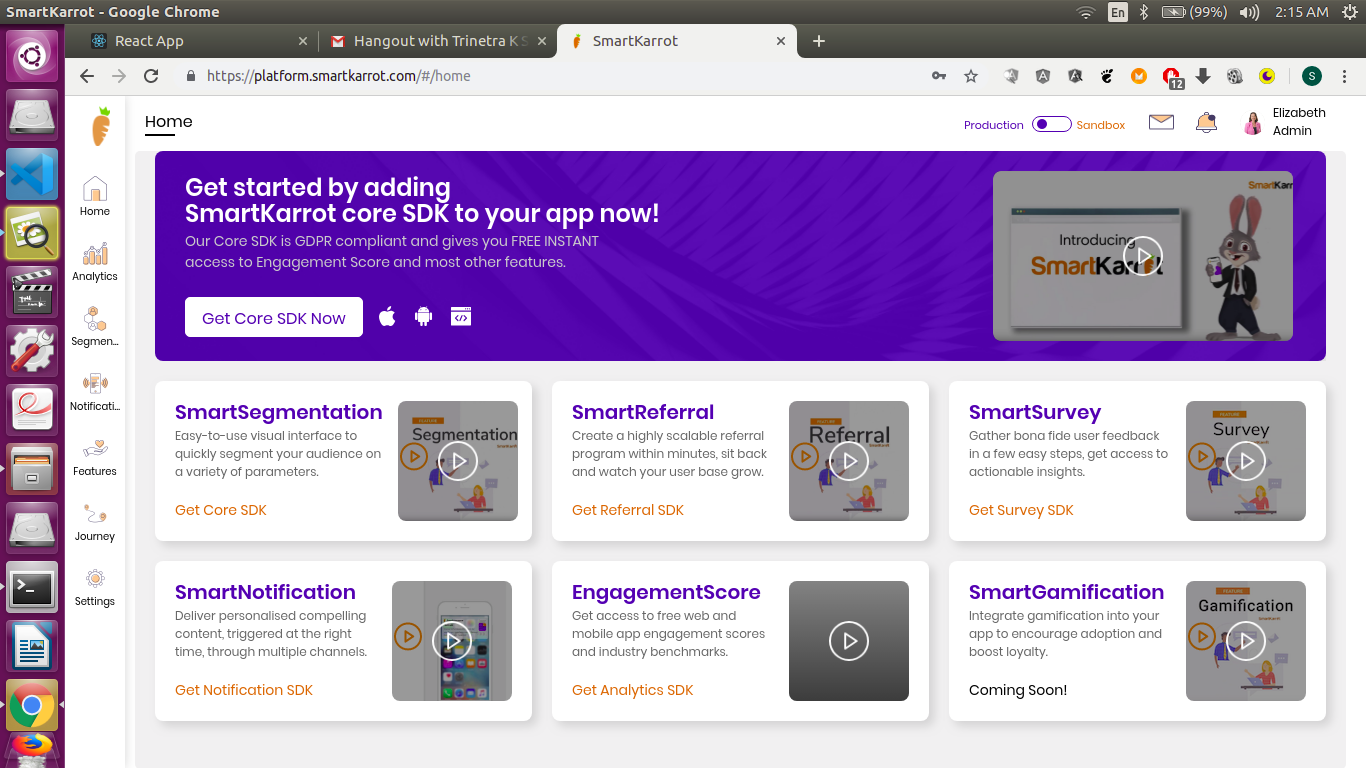 SmartKarrot - Google Chrome
En
(99%)
2:15 AM
React App
Hangout with Trinetra K S
SmartKarrot
https://platform.smartkarrot.com/#/home
12
S
Home
Production
Sandbox
Elizabeth
Admin
Home
Analytics
Segmen...
Notificati...
Features
Journey
Settings
Get started by adding
SmartKarrot core SDK to your app now!
Our Core SDK is GDPR compliant and gives you FREE INSTANT
access to Engagement Score and most other features.
Get Core SDK Now
SmartKarr
Introducing
SmartKarrot
SmartSegmentation
Easy-to-use visual interface to
quickly segment your audience on
a variety of parameters.
Get Core SDK
FEATURE
Segmentation
SmartReferral
Create a highly scalable referral
program within minutes, sit back
and watch your user base grow.
Get Referral SDK
FEATURE
Referral
SmartSurvey
Gather bona fide user feedback
in a few easy steps, get access to
actionable insights.
Get Survey SDK
FEATURE
Survey
SmartNotification
Deliver personalised compelling
content, triggered at the right
time, through multiple channels.
Get Notification SDK
EngagementScore
Get access to free web and
mobile app engagement scores
and industry benchmarks.
Get Analytics SDK
SmartGamification
Integrate gamification into your
app to encourage adoption and
boost loyalty.
Coming Soon!
FEATURE
Gamification